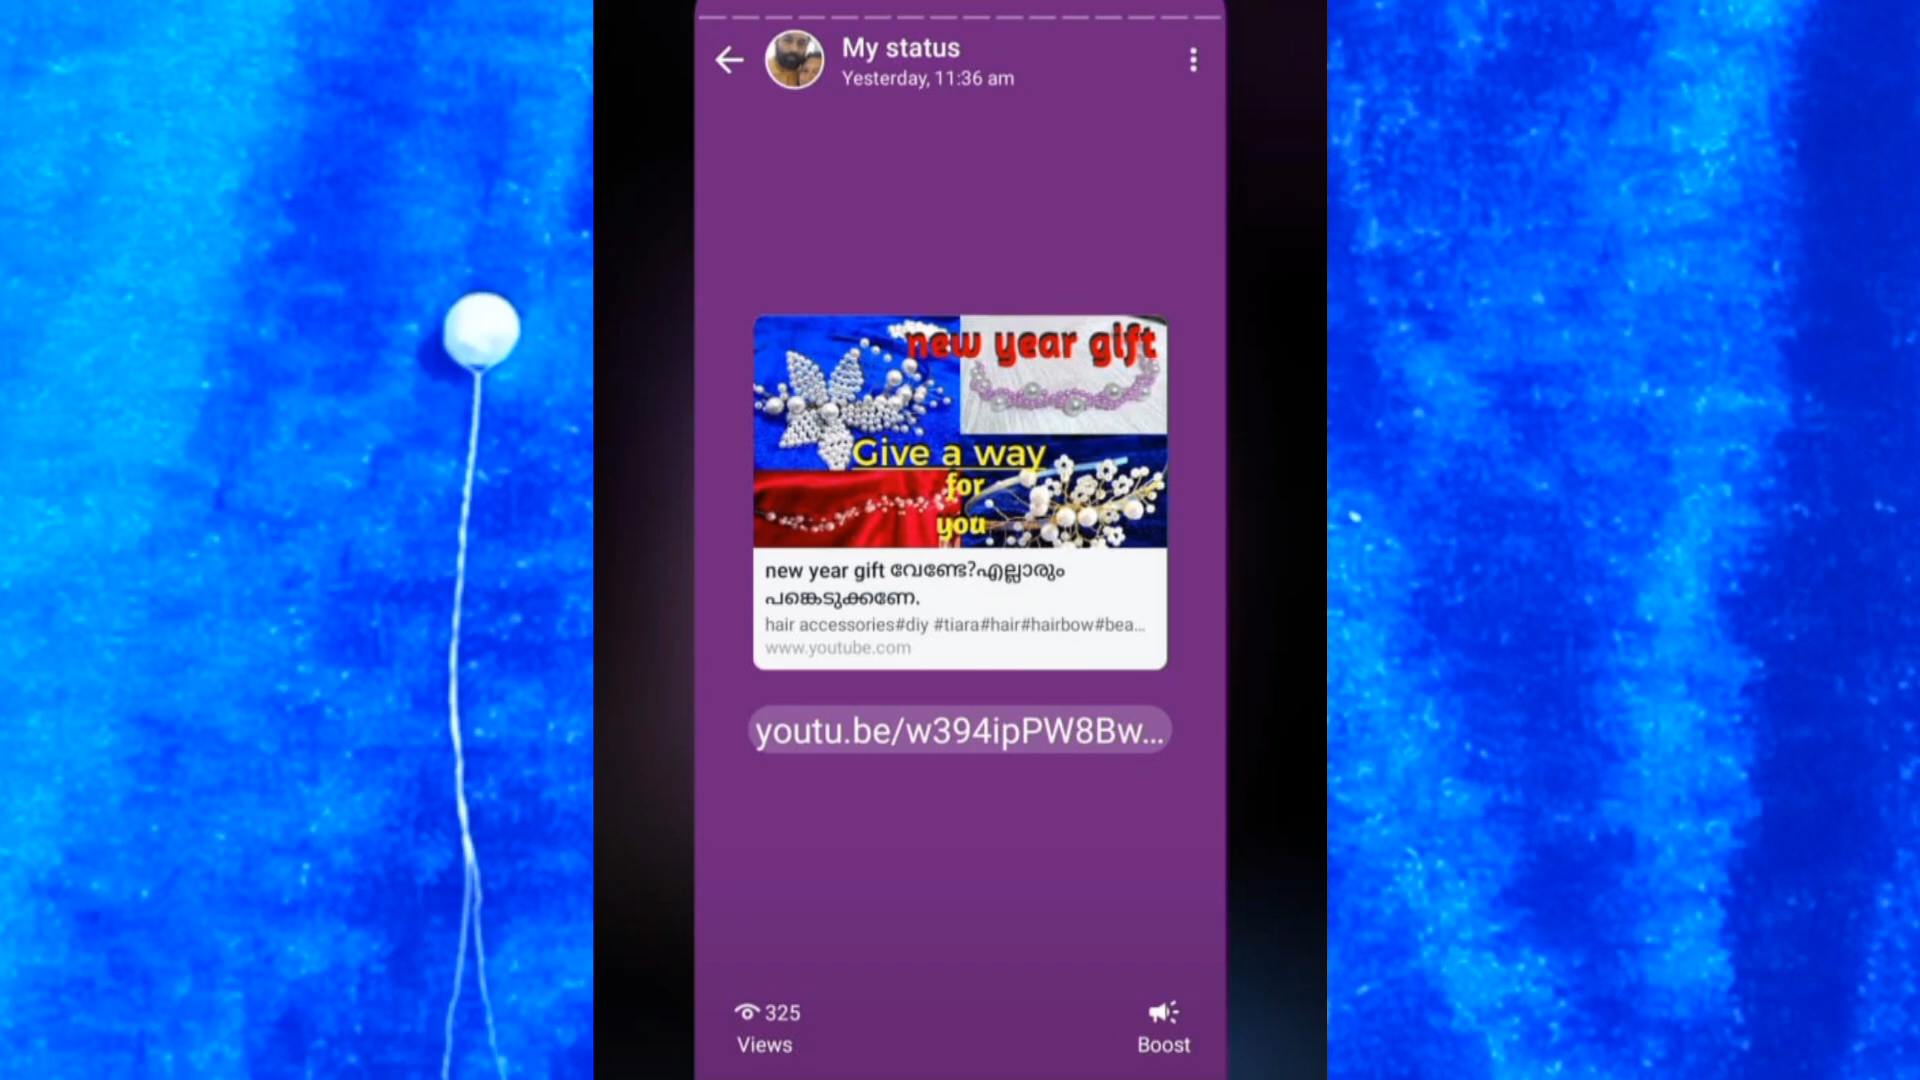 My status
Yesterday, 11:36 am
new year gift
Give a way
for
you
new year gift വേണ്ടേ?എല്ലാരും
പങ്കെടുക്കണേ.
hair accessories#diy #tiara#hair#hairbow#bea...
www.youtube.com
youtu.be/w394ipPW8Bw...
325
Views
Boost